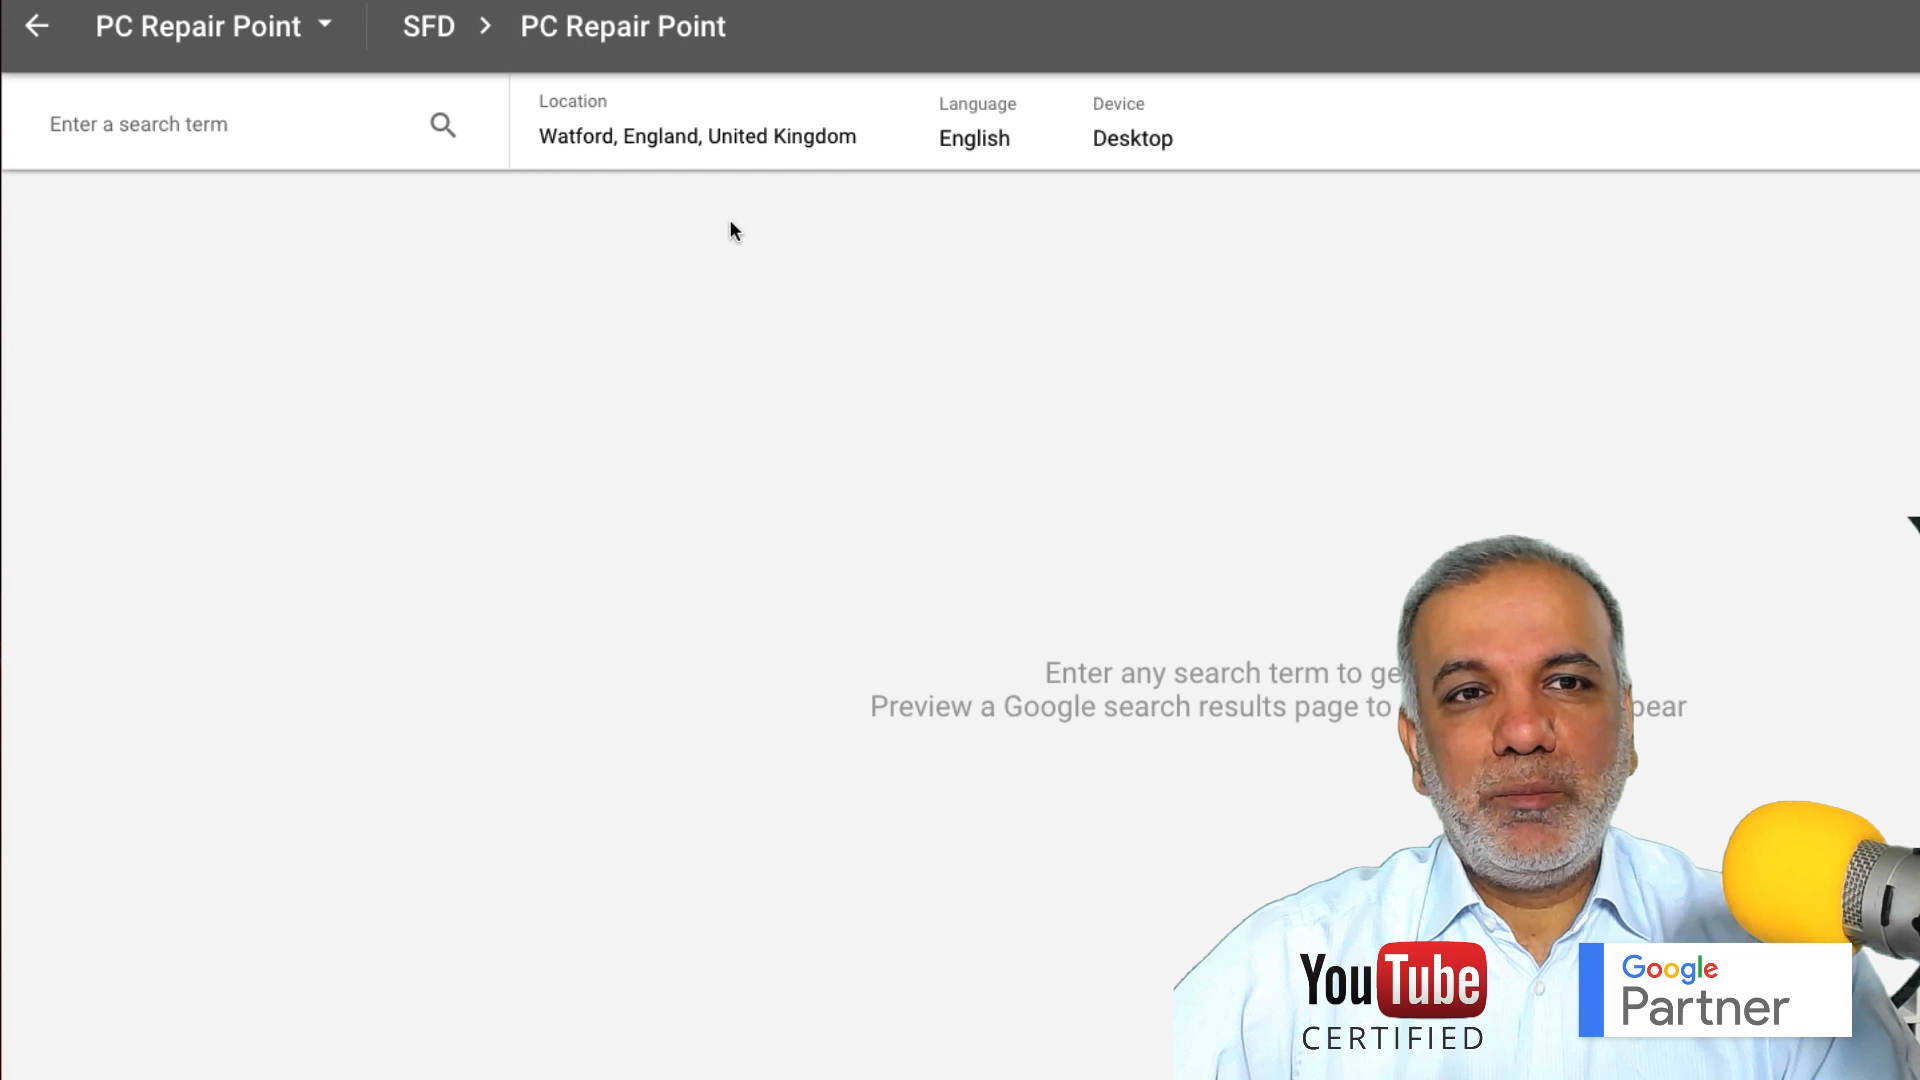 PC Repair Point
SFD > PC Repair Point
Enter a search term
Location
Watford, England, United Kingdom
Language
English
Device
Desktop
Enter any search term to ge
Preview a Google search results page to
pear
YouTube
CERTIFIED
Google
Partner